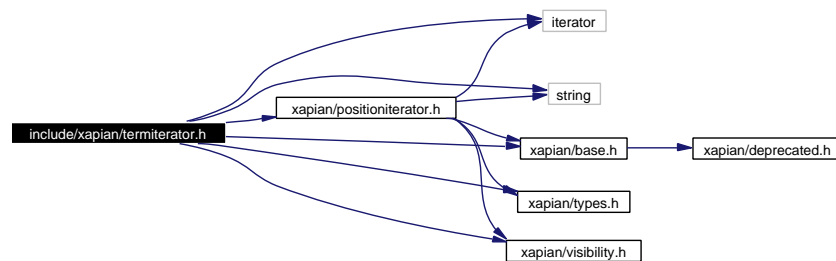 iterator
string
xapian/positioniterator.h
include/xapian/termiterator.h
xapian/base.h
xapian/deprecated.h
xapian/types.h
xapian/visibility.h